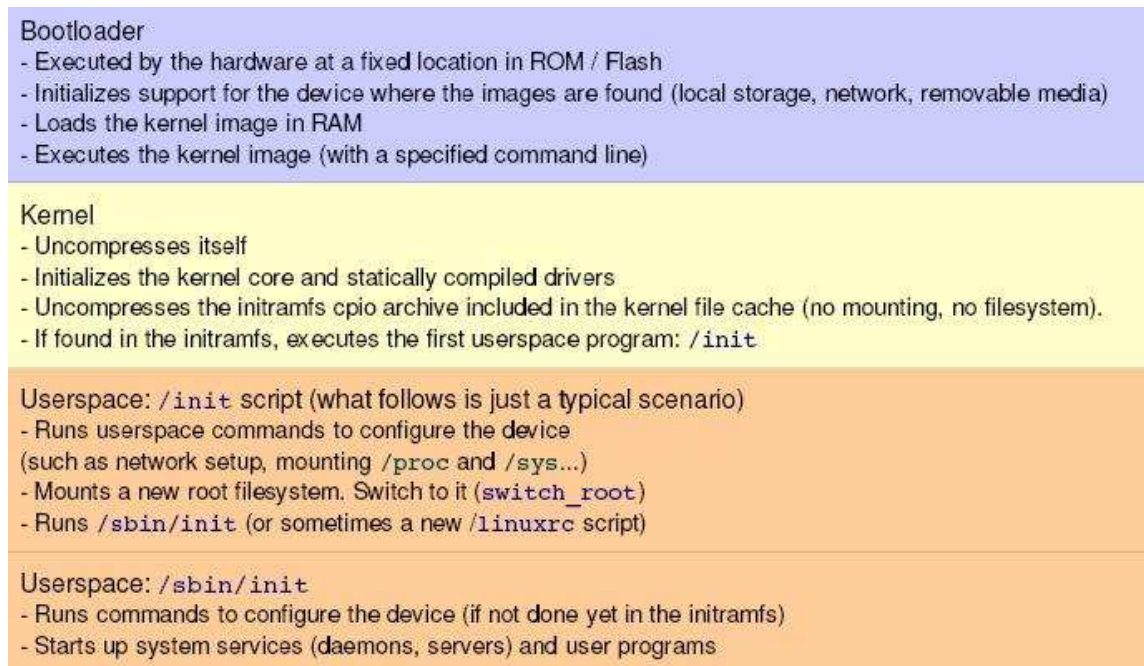 Bootloader
- Executed by the hardware at a fixed location in ROM / Flash
- Initializes support for the device where the images are found (local storage, network, removable media)
- Loads the kernel image in RAM
- Executes the kernel image (with a specified command line)
Kernel
- Uncompresses itself
- Initializes the kernel core and statically compiled drivers
- Uncompresses the initramfs cpio archive included in the kernel file cache (no mounting, no filesystem).
- If found in the initramfs, executes the first userspace program: /init
Userspace: /init script (what follows is just a typical scenario)
- Runs userspace commands to configure the device
(such as network setup, mounting /proc and /sys...)
- Mounts a new root filesystem. Switch to it (switch_root)
- Runs /sbin/init (or sometimes a new /linuxrc script)
Userspace: /sbin/init
- Runs commands to configure the device (if not done yet in the initramfs)
- Starts up system services (daemons, servers) and user programs